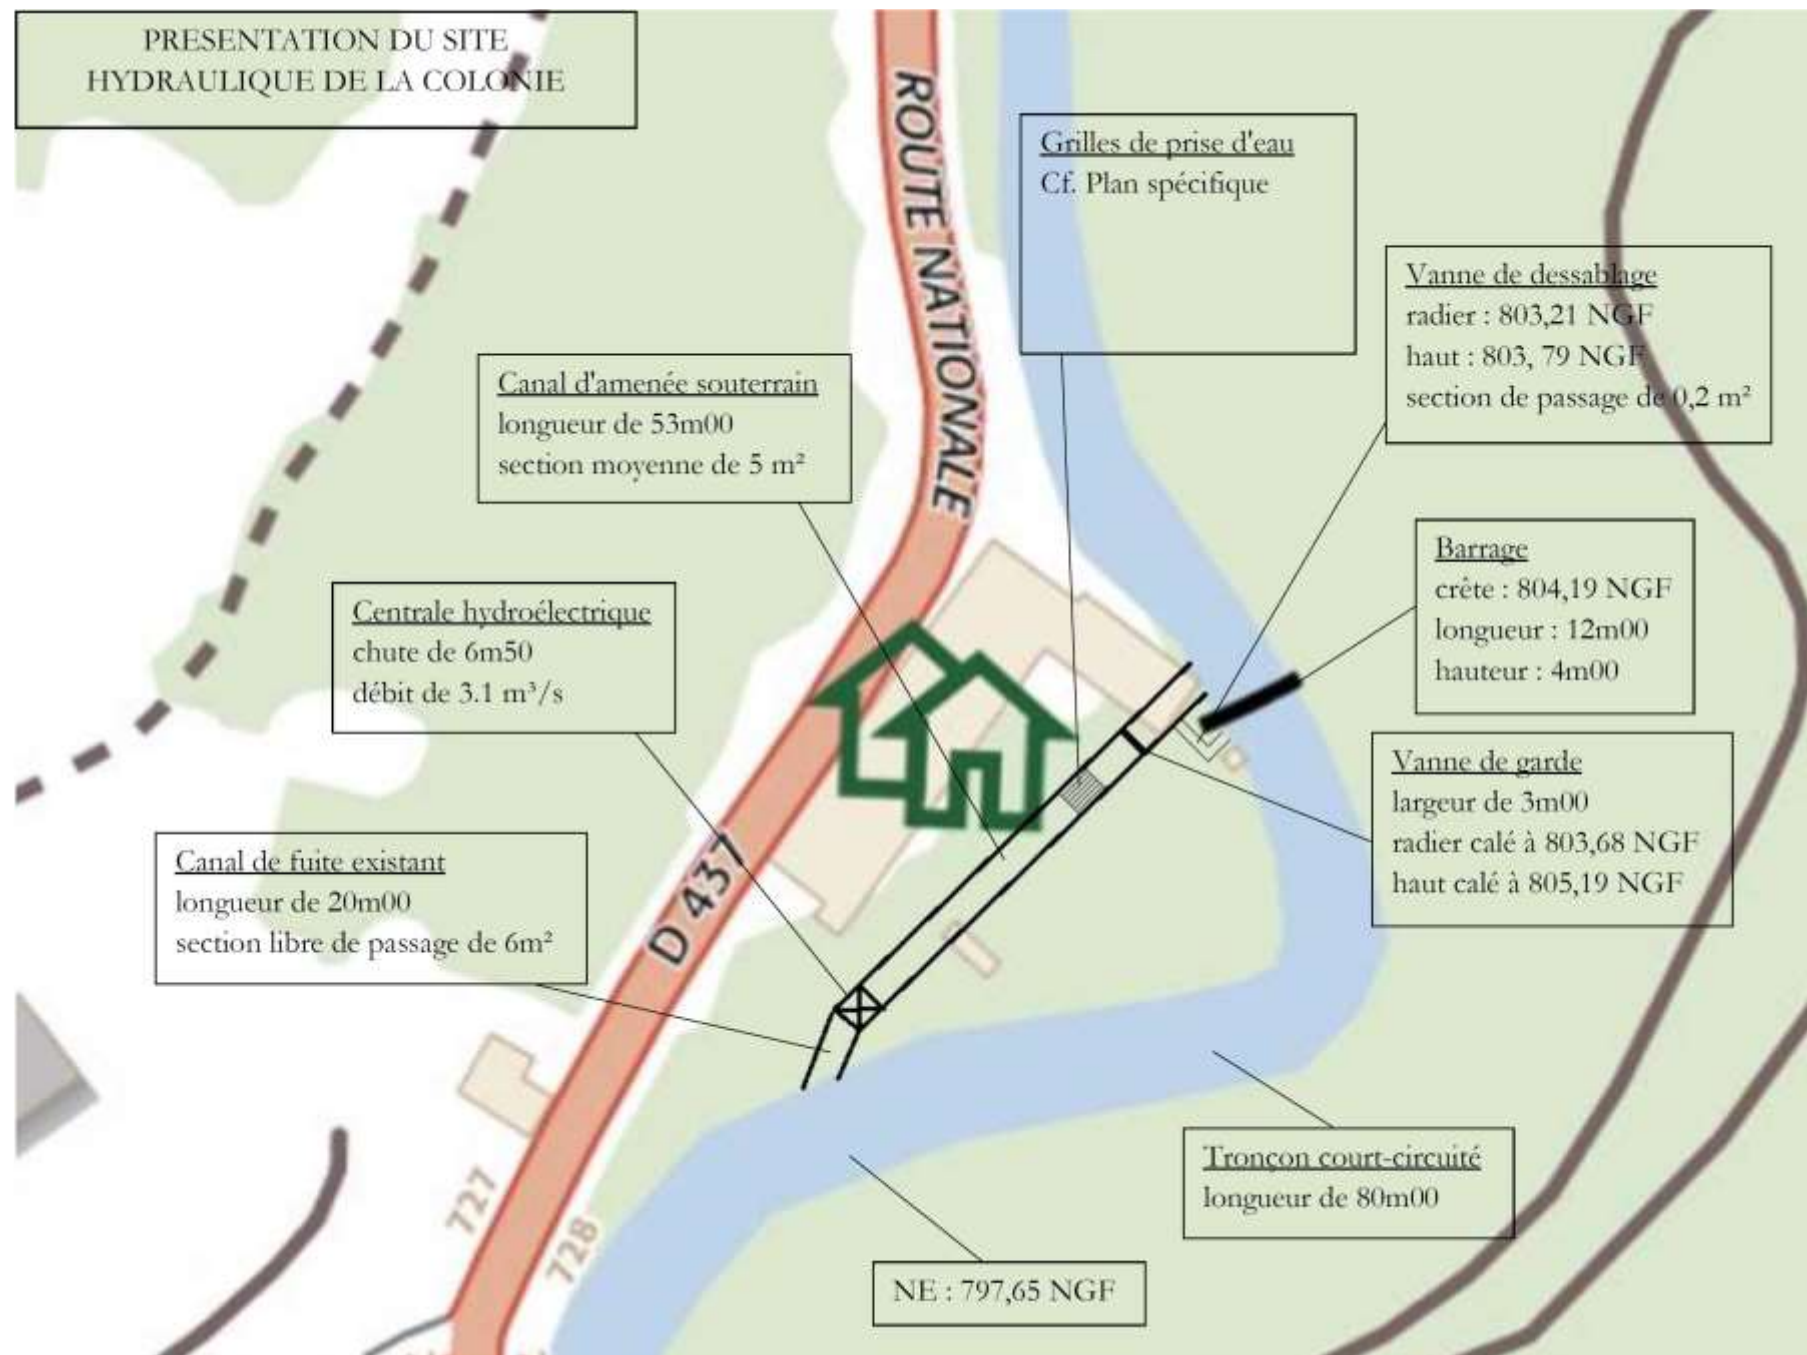 PRESENTATION DU SITE
HYDRAULIQUE DE LA COLONIE
ROUTE NATIONALE
Grilles de prise d'eau
Cf. Plan spécifique
Vanne de dessablage
radier : 803,21 NGF
haut : 803, 79 NGF
section de passage de 0,2 m²
Canal d'amenée souterrain
longueur de 53m00
section moyenne de 5 m²
Barrage
crête : 804,19 NGF
longueur : 12m00
hauteur : 4m00
Centrale hydroélectrique
chute de 6m50
débit de 3.1 m³/s
Vanne de garde
largeur de 3m00
radier calé à 803,68 NGF
haut calé à 805,19 NGF
Canal de fuite existant
longueur de 20m00
section libre de passage de 6m²
D 437
Tronçon court-circuité
longueur de 80m00
727
728
NE : 797,65 NGF